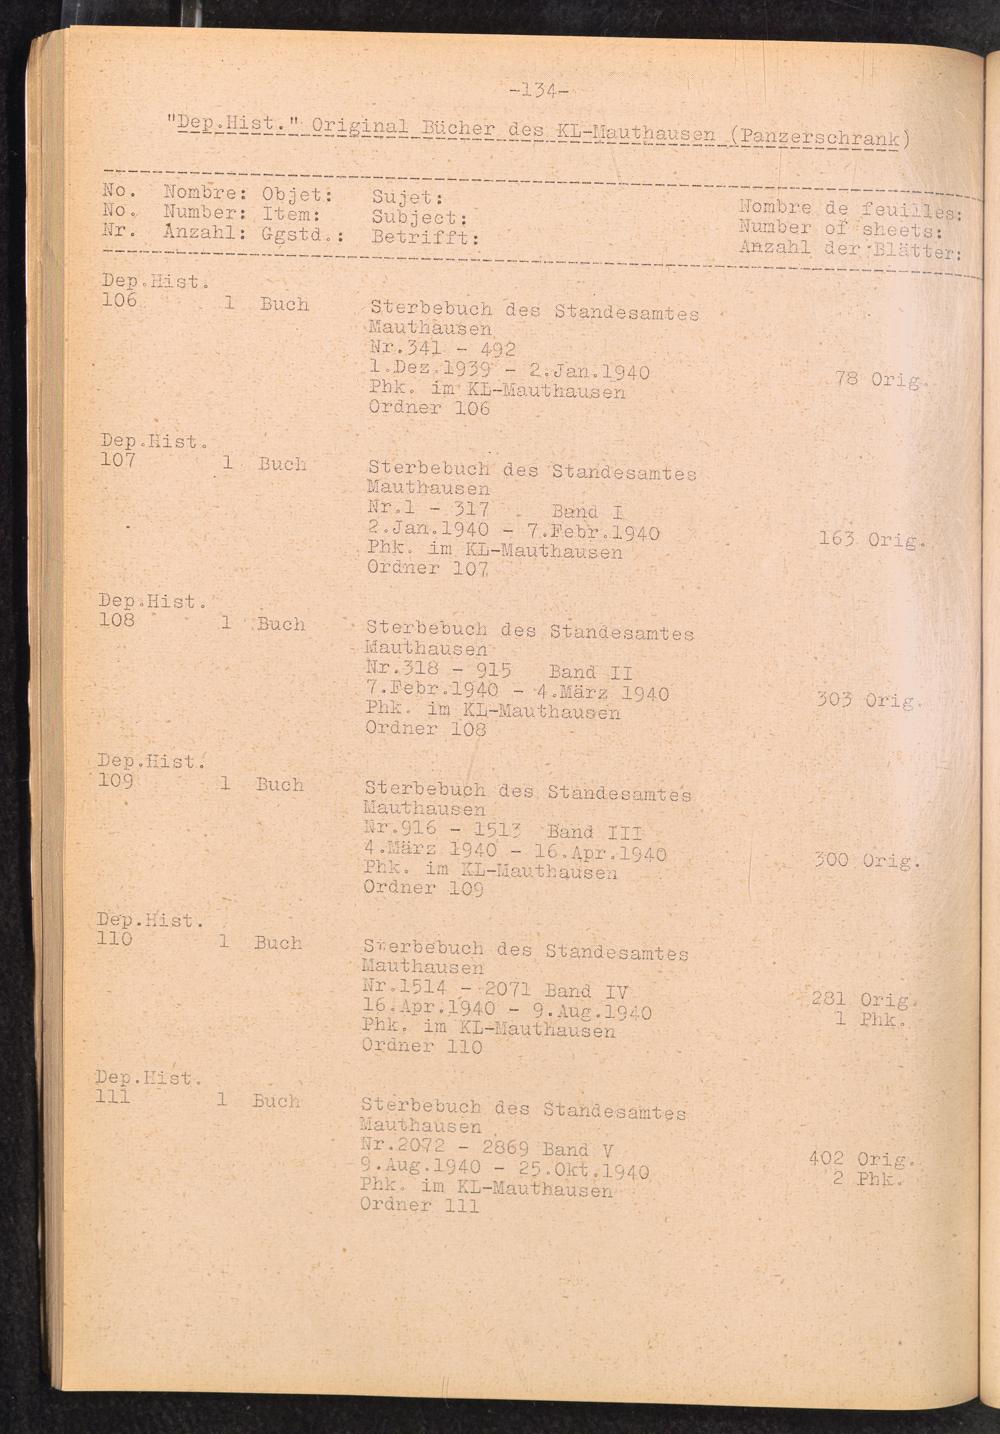 -134-
"Dep.Hist." Original Bücher des KL-Mauthausen (Panzerschrank)
No. Nombre: Objet: Sujet: Nombre de feuilles:
No. Number: Item: Subject: Number of sheets:
Nr. Anzahl: Ggstd.: Betrifft: Anzahl der Blätter:
Dep.Hist.
106 1 Buch Sterbebuch des Standesamtes
Mauthausen
Nr.341 - 492
1.Dez.1939 - 2.Jan.1940 78 Orig.
Phk. im KL-Mauthausen
Ordner 106
Dep.Hist.
107 1 Buch Sterbebuch des Standesamtes
Mauthausen
Nr.1 - 317 Band I
2.Jan.1940 - 7.Febr.1940 163 Orig.
Phk. im KL-Mauthausen
Ordner 107
Dep.Hist.
108 1 Buch Sterbebuch des Standesamtes
Mauthausen
Nr.318 - 915 Band II
7.Febr.1940 - 4.März 1940 303 Orig.
Phk. im KL-Mauthausen
Ordner 108
Dep.Hist.
109 1 Buch Sterbebuch des Standesamtes
Mauthausen
Nr.916 - 1513 Band III
4.März 1940 - 16.Apr.1940 300 Orig.
Phk. im KL-Mauthausen
Ordner 109
Dep.Hist.
110 1 Buch Sterbebuch des Standesamtes
Mauthausen
Nr.1514 - 2071 Band IV 281 Orig.
16.Apr.1940 - 9.Aug.1940 1 Phk.
Phk. im KL-Mauthausen
Ordner 110
Dep.Hist.
111 1 Buch Sterbebuch des Standesamtes
Mauthausen
Nr.2072 - 2869 Band V 402 Orig.
9.Aug.1940 - 25.Okt.1940 2 Phk.
Phk. im KL-Mauthausen
Ordner 111